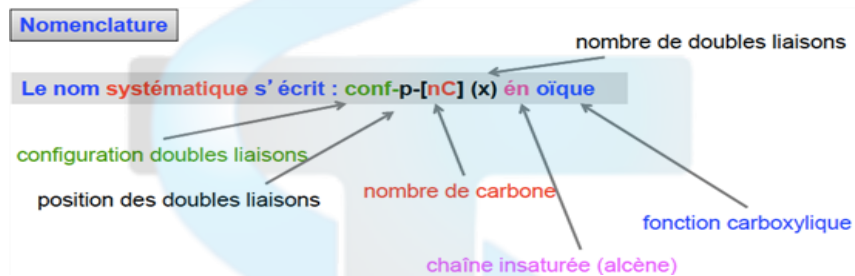 Nomenclature
nombre de doubles liaisons
Le nom systématique s'écrit : conf-p-[nC] (x) én oïque
configuration doubles liaisons
position des doubles liaisons
nombre de carbone
fonction carboxylique
chaîne insaturée (alcène)